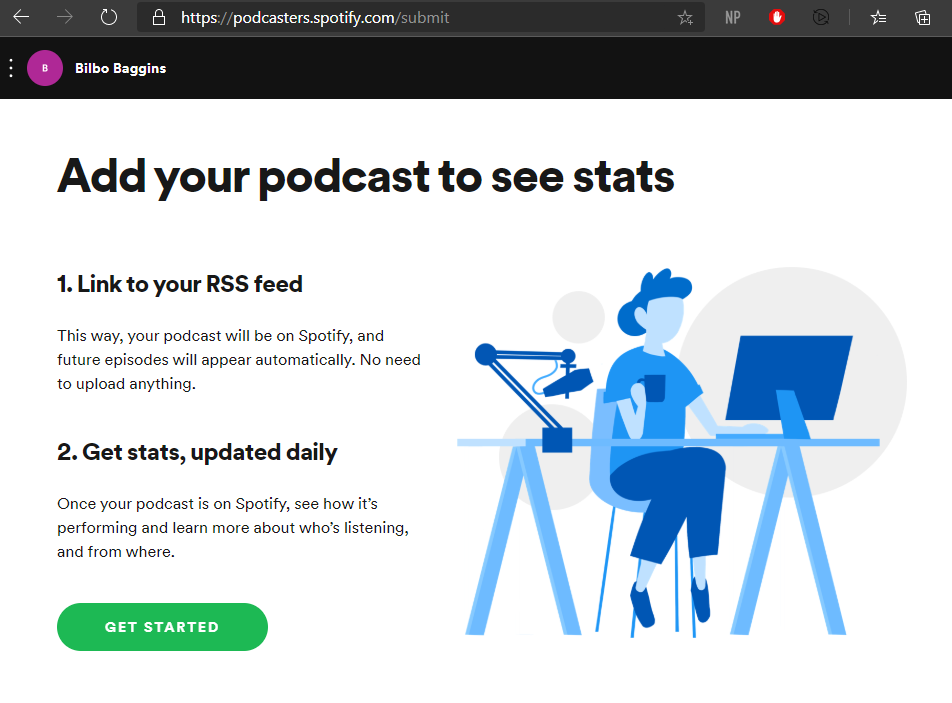 https://podcasters.spotify.com/submit
NP
B
Bilbo Baggins
Add your podcast to see stats
1. Link to your RSS feed
This way, your podcast will be on Spotify, and
future episodes will appear automatically. No need
to upload anything.
2. Get stats, updated daily
Once your podcast is on Spotify, see how it’s
performing and learn more about who’s listening,
and from where.
GET STARTED